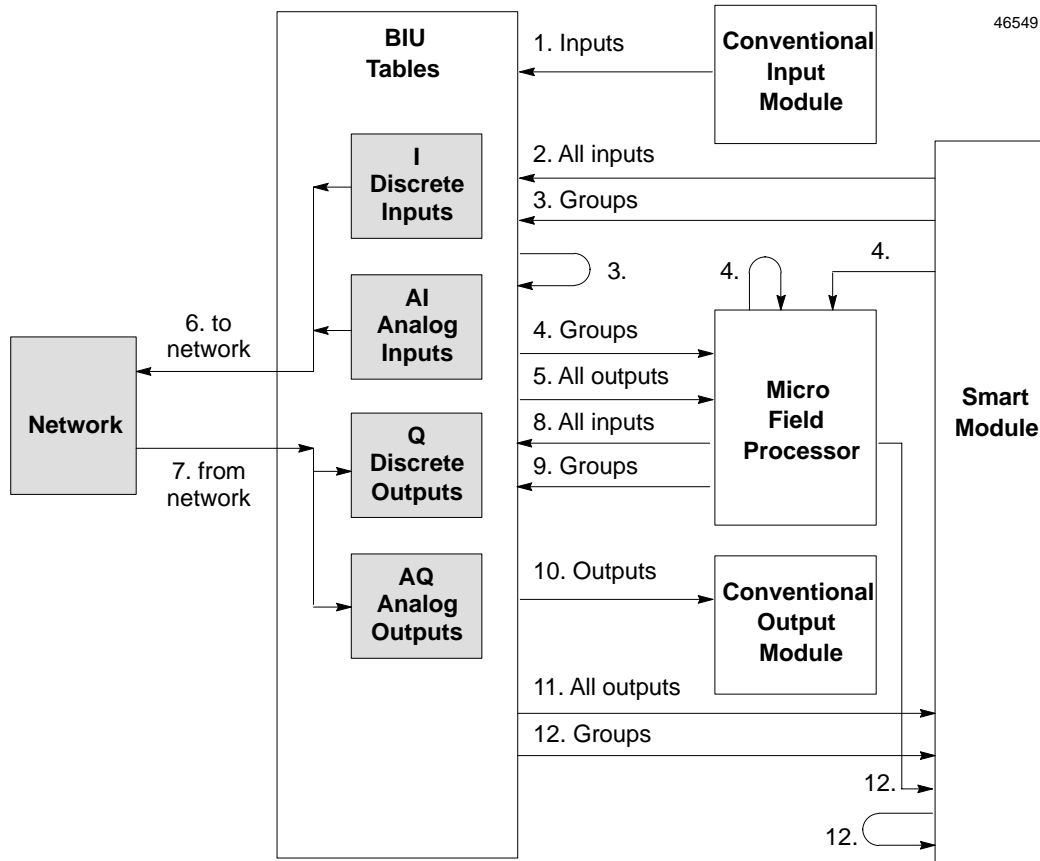 46549
BIU
Tables
1. Inputs
Conventional
Input
Module
I
Discrete
Inputs
2. All inputs
3. Groups
3.
4.
4.
AI
Analog
Inputs
6. to
network
4. Groups
5. All outputs
8. All inputs
9. Groups
Micro
Field
Processor
Smart
Module
Network
7. from
network
Q
Discrete
Outputs
AQ
Analog
Outputs
10. Outputs
Conventional
Output
Module
11. All outputs
12. Groups
12.
12.